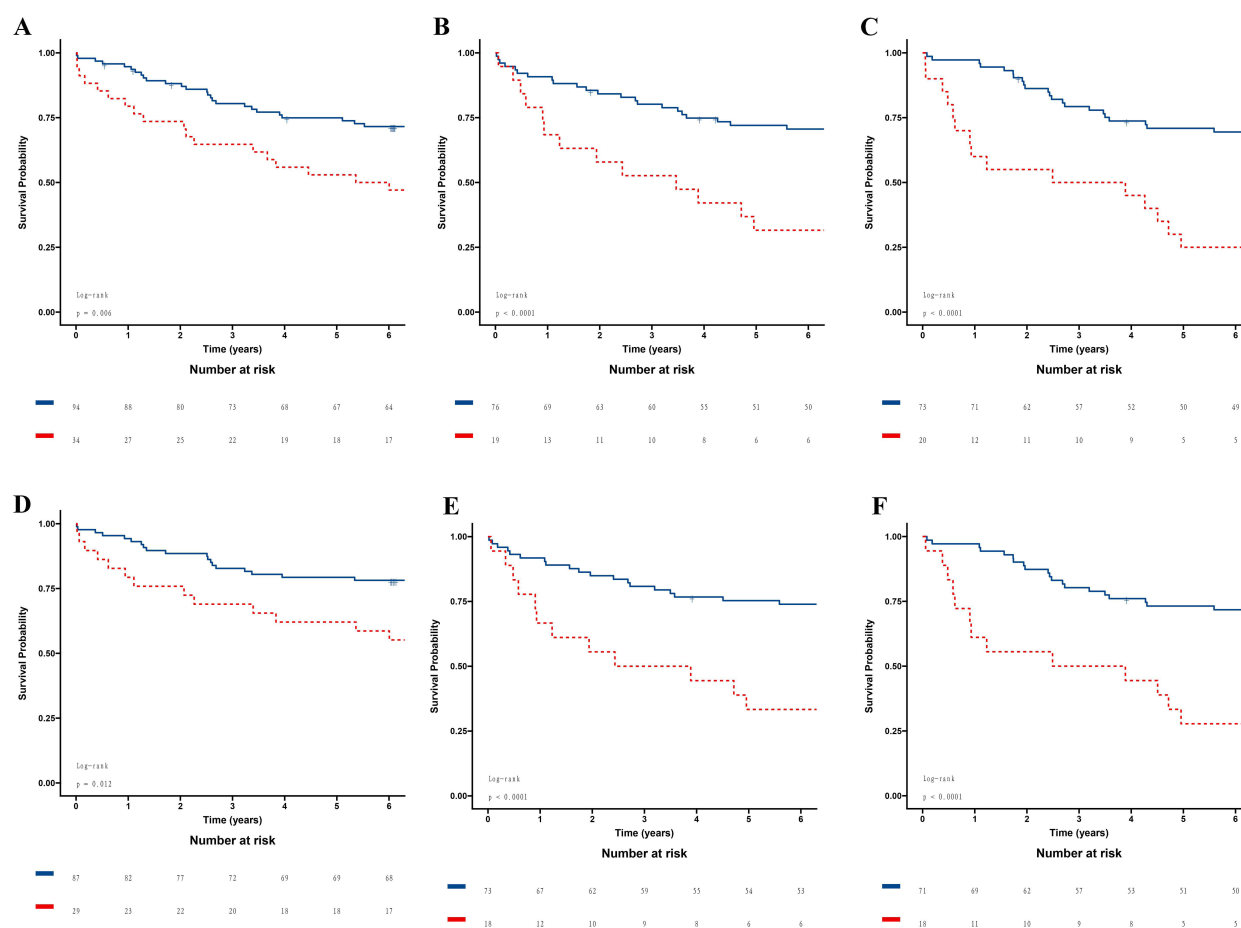 A
Survival Probability
1.00
0.75
0.50
0.25
0.00
Log-rank
p = 0.006
0 1 2 3 4 5 6
Time (years)
Number at risk
94 88 80 73 68 67 64
34 27 25 22 19 18 17
B
Survival Probability
1.00
0.75
0.50
0.25
0.00
Log-rank
p < 0.0001
0 1 2 3 4 5 6
Time (years)
Number at risk
76 69 63 60 55 51 50
19 13 11 10 8 6 6
C
Survival Probability
1.00
0.75
0.50
0.25
0.00
Log-rank
p < 0.0001
0 1 2 3 4 5 6
Time (years)
Number at risk
73 71 62 57 52 50 49
20 12 11 10 9 5 5
D
Survival Probability
1.00
0.75
0.50
0.25
0.00
Log-rank
p = 0.012
0 1 2 3 4 5 6
Time (years)
Number at risk
87 82 77 72 69 69 68
29 23 22 20 18 18 17
E
Survival Probability
1.00
0.75
0.50
0.25
0.00
Log-rank
p < 0.0001
0 1 2 3 4 5 6
Time (years)
Number at risk
73 67 62 59 55 54 53
18 12 10 9 8 6 6
F
Survival Probability
1.00
0.75
0.50
0.25
0.00
Log-rank
p < 0.0001
0 1 2 3 4 5 6
Time (years)
Number at risk
71 69 62 57 53 51 50
18 11 10 9 8 5 5